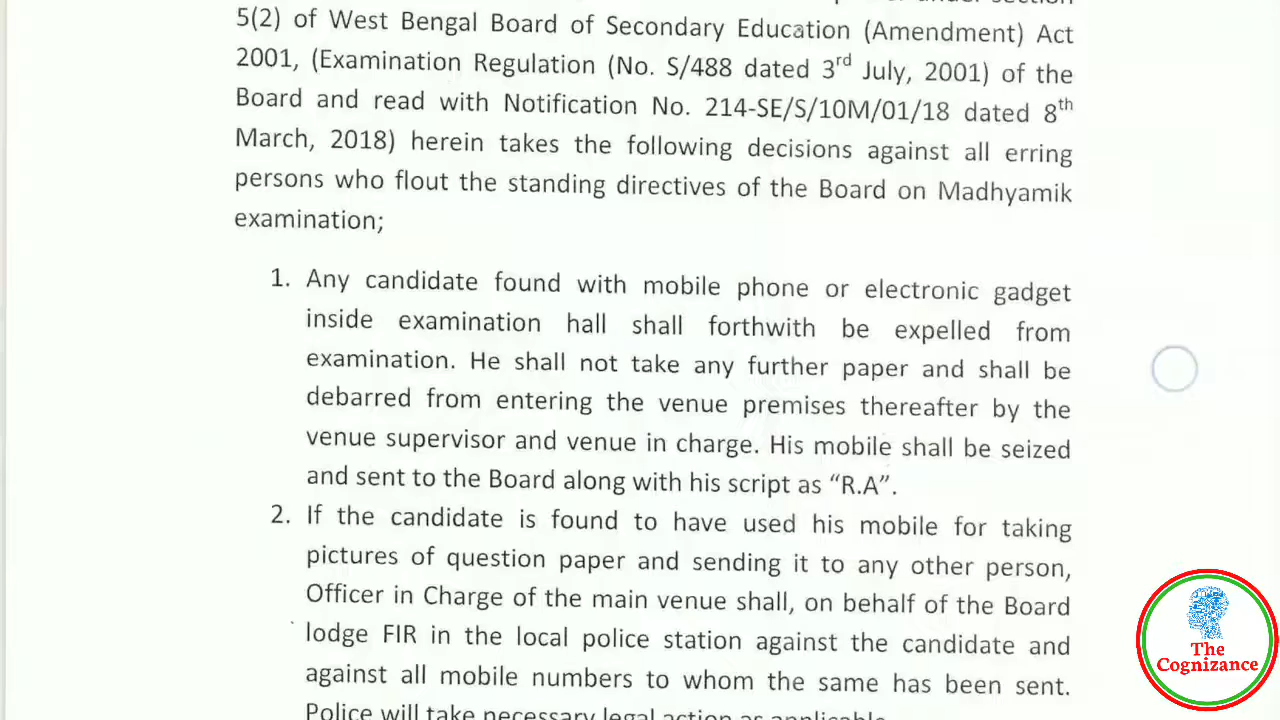 5(2) of West Bengal Board of Secondary Education (Amendment) Act
2001, (Examination Regulation (No. S/488 dated 3rd July, 2001) of the
Board and read with Notification No. 214-SE/S/10M/01/18 dated 8th
March, 2018) herein takes the following decisions against all erring
persons who flout the standing directives of the Board on Madhyamik
examination;
1. Any candidate found with mobile phone or electronic gadget
inside examination hall shall forthwith be expelled from
examination. He shall not take any further paper and shall be
debarred from entering the venue premises thereafter by the
venue supervisor and venue in charge. His mobile shall be seized
and sent to the Board along with his script as “R.A”.
2. If the candidate is found to have used his mobile for taking
pictures of question paper and sending it to any other person,
Officer in Charge of the main venue shall, on behalf of the Board
lodge FIR in the local police station against the candidate and
against all mobile numbers to whom the same has been sent.
Police will take necessary legal action as applicable
The
Cognizance